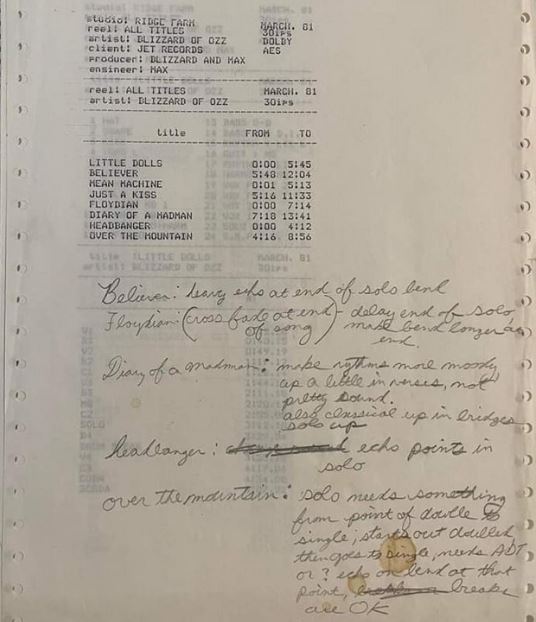 studio: RIDGE FARM MARCH. 81
reel: ALL TITLES 30ips
artist: BLIZZARD OF OZZ DOLBY
client: JET RECORDS AES
producer: BLIZZARD AND MAX
engineer: MAX
reel: ALL TITLES MARCH. 81
artist: BLIZZARD OF OZZ 30ips
title FROM TO
LITTLE DOLLS 0:00 5:45
BELIEVER 5:48 12:04
MEAN MACHINE 0:01 5:13
JUST A KISS 5:16 11:33
FLOYDIAN 0:00 7:14
DIARY OF A MADMAN 7:18 13:41
HEADBANGER 0:00 4:12
OVER THE MOUNTAIN 4:16 8:56
Believer: heavy echo at end of solo bend
Floydian: (cross fade at end of song) - delay end of solo
make bend longer
end.
Diary of a madman: make rythms more moody
up a little in verses, not
pretty sound.
also classical up in bridges
solo up
headbanger: echo points in
solo
over the mountain: solo needs something
from point of double to
single; starts out doubled
then goes to single, needs ADT
or? echo on bend at that
point, breaks
are OK